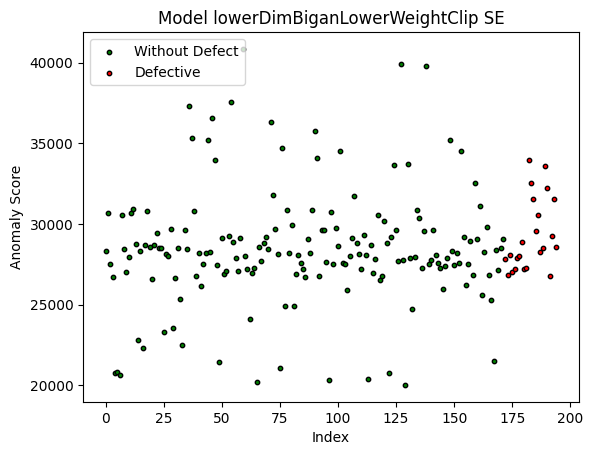 Model lowerDimBiganLowerWeightClip SE
Without Defect
Defective
40000
35000
30000
25000
20000
Anomaly Score
0
25
50
75
100
125
150
175
200
Index